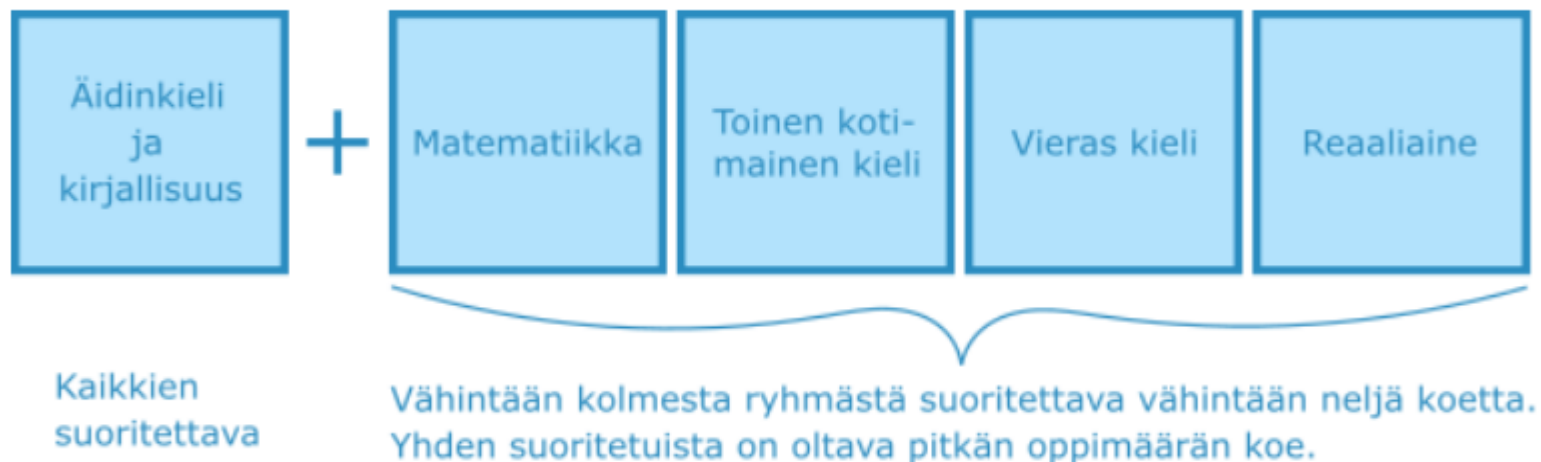 Äidinkieli
ja
kirjallisuus
+
Matematiikka
Toinen koti-
mainen kieli
Vieras kieli
Reaaliaine
Kaikkien
suoritettava
Vähintään kolmesta ryhmästä suoritettava vähintään neljä koetta.
Yhden suoritetuista on oltava pitkän oppimäärän koe.